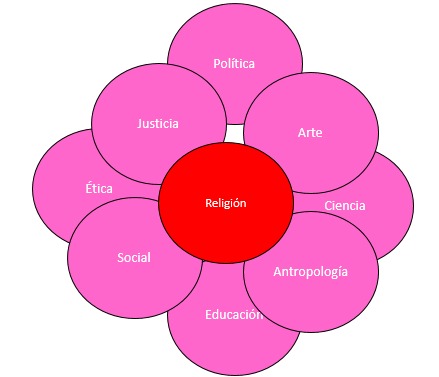 Política
Justicia
Arte
Ética
Religión
Ciencia
Social
Antropología
Educación